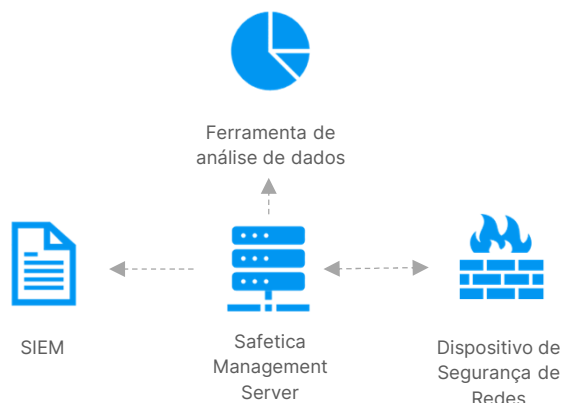 Ferramenta de
análise de dados
SIEM
Safetica
Management
Server
Dispositivo de
Segurança de
Redes